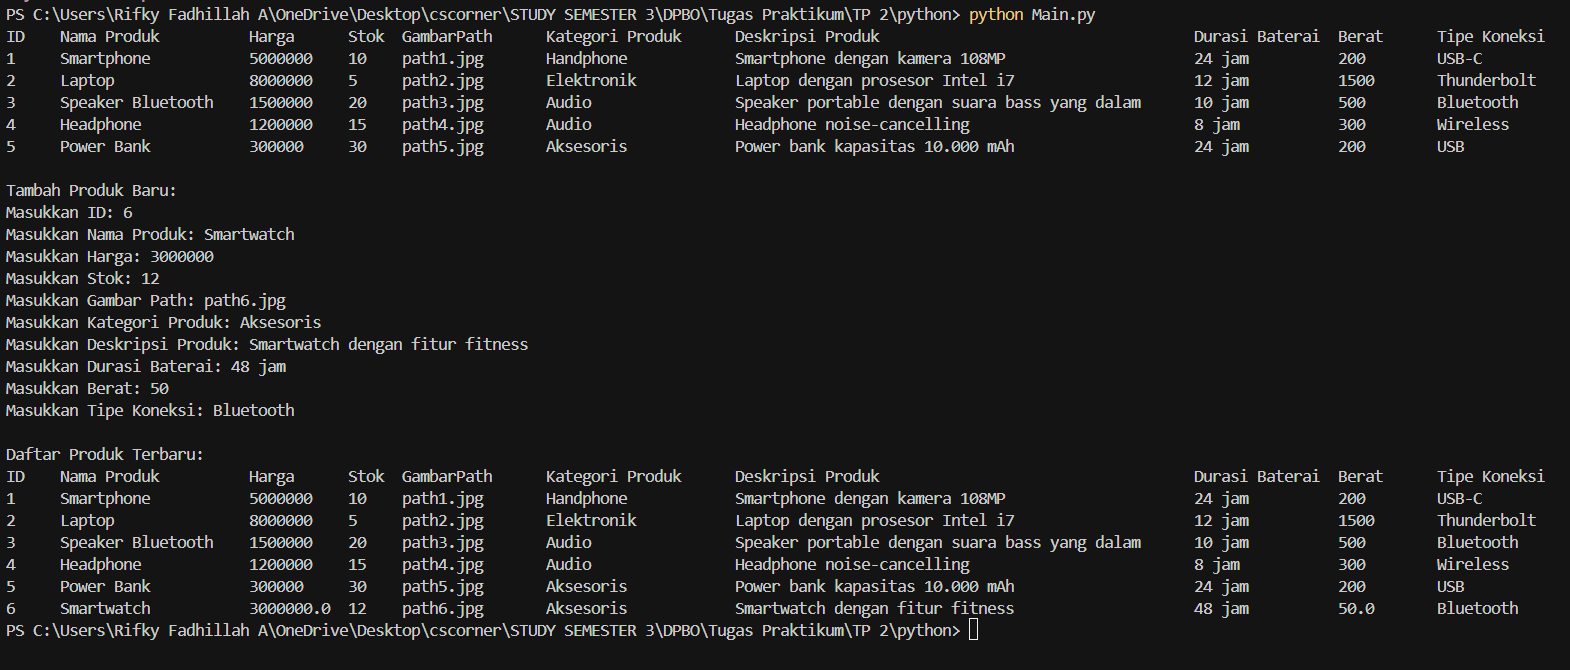 PS C:\Users\Rifky Fadhillah A\OneDrive\Desktop\cscorner\STUDY SEMESTER 3\DPBO\Tugas Praktikum\TP 2\python> python Main.py
ID    Nama Produk          Harga      Stok  GambarPath      Kategori Produk      Deskripsi Produk                                   Durasi Baterai  Berat      Tipe Koneksi
1     Smartphone           5000000    10    path1.jpg       Handphone            Smartphone dengan kamera 108MP                     24 jam          200        USB-C
2     Laptop               8000000    5     path2.jpg       Elektronik           Laptop dengan prosesor Intel i7                    12 jam          1500       Thunderbolt
3     Speaker Bluetooth    1500000    20    path3.jpg       Audio                Speaker portable dengan suara bass yang dalam      10 jam          500        Bluetooth
4     Headphone            1200000    15    path4.jpg       Audio                Headphone noise-cancelling                         8 jam           300        Wireless
5     Power Bank           300000     30    path5.jpg       Aksesoris            Power bank kapasitas 10.000 mAh                    24 jam          200        USB
Tambah Produk Baru:
Masukkan ID: 6
Masukkan Nama Produk: Smartwatch
Masukkan Harga: 3000000
Masukkan Stok: 12
Masukkan Gambar Path: path6.jpg
Masukkan Kategori Produk: Aksesoris
Masukkan Deskripsi Produk: Smartwatch dengan fitur fitness
Masukkan Durasi Baterai: 48 jam
Masukkan Berat: 50
Masukkan Tipe Koneksi: Bluetooth
Daftar Produk Terbaru:
ID    Nama Produk          Harga      Stok  GambarPath      Kategori Produk      Deskripsi Produk                                   Durasi Baterai  Berat      Tipe Koneksi
1     Smartphone           5000000    10    path1.jpg       Handphone            Smartphone dengan kamera 108MP                     24 jam          200        USB-C
2     Laptop               8000000    5     path2.jpg       Elektronik           Laptop dengan prosesor Intel i7                    12 jam          1500       Thunderbolt
3     Speaker Bluetooth    1500000    20    path3.jpg       Audio                Speaker portable dengan suara bass yang dalam      10 jam          500        Bluetooth
4     Headphone            1200000    15    path4.jpg       Audio                Headphone noise-cancelling                         8 jam           300        Wireless
5     Power Bank           300000     30    path5.jpg       Aksesoris            Power bank kapasitas 10.000 mAh                    24 jam          200        USB
6     Smartwatch           3000000.0  12    path6.jpg       Aksesoris            Smartwatch dengan fitur fitness                    48 jam          50.0       Bluetooth
PS C:\Users\Rifky Fadhillah A\OneDrive\Desktop\cscorner\STUDY SEMESTER 3\DPBO\Tugas Praktikum\TP 2\python>